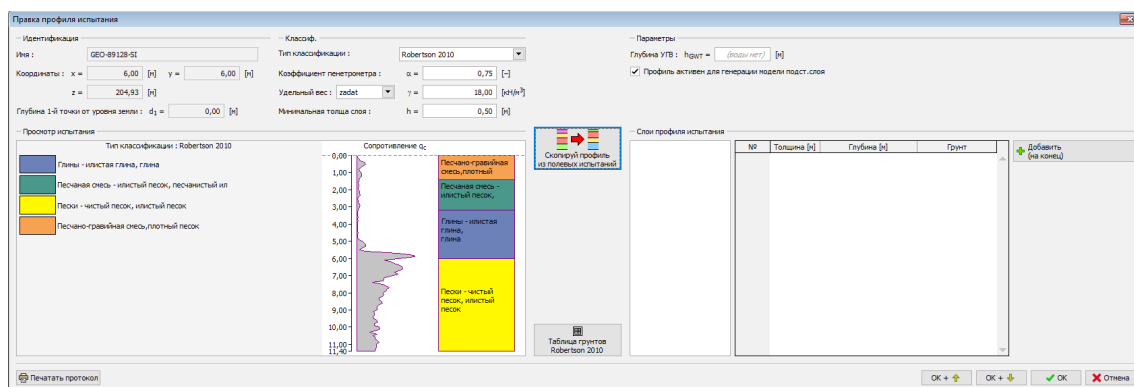 Правка профиля испытания
Идентификация
Имя :
GEO-89128-SI
Координаты : x = 6,00 [м] y = 6,00 [м]
z = 204,93 [м]
Глубина 1-й точки от уровня земли : d1 = 0,00 [м]
Классиф.
Тип классификации : Robertson 2010
Коэффициент пенетрометра : α = 0,75 [–]
Удельный вес : zadat γ = 18,00 [кН/м³]
Минимальная толща слоя : h = 0,50 [м]
Параметры
Глубина УГВ : hGWT = (воды нет) [м]
Профиль активен для генерации модели подст.слоя
Просмотр испытания
Тип классификации : Robertson 2010
Глины - илистая глина, глина
Песчаная смесь - илистый песок, песчанистый ил
Пески - чистый песок, илистый песок
Песчано-гравийная смесь,плотный песок
Сопротивление qc
0,00
1,00
2,00
3,00
4,00
5,00
6,00
7,00
8,00
9,00
10,00
11,00
11,40
Песчано-гравийная
смесь,плотный
Песчаная смесь -
илистый песок,
Глины - илистая
глина,
глина
Пески - чистый
песок, илистый
песок
Скопируй профиль
из полевых испытаний
Таблица грунтов
Robertson 2010
Слои профиля испытания
Nº Толщина [м] Глубина [м] Грунт
Добавить
(на конец)
Печатать протокол
OK +
OK +
OK
Отмена